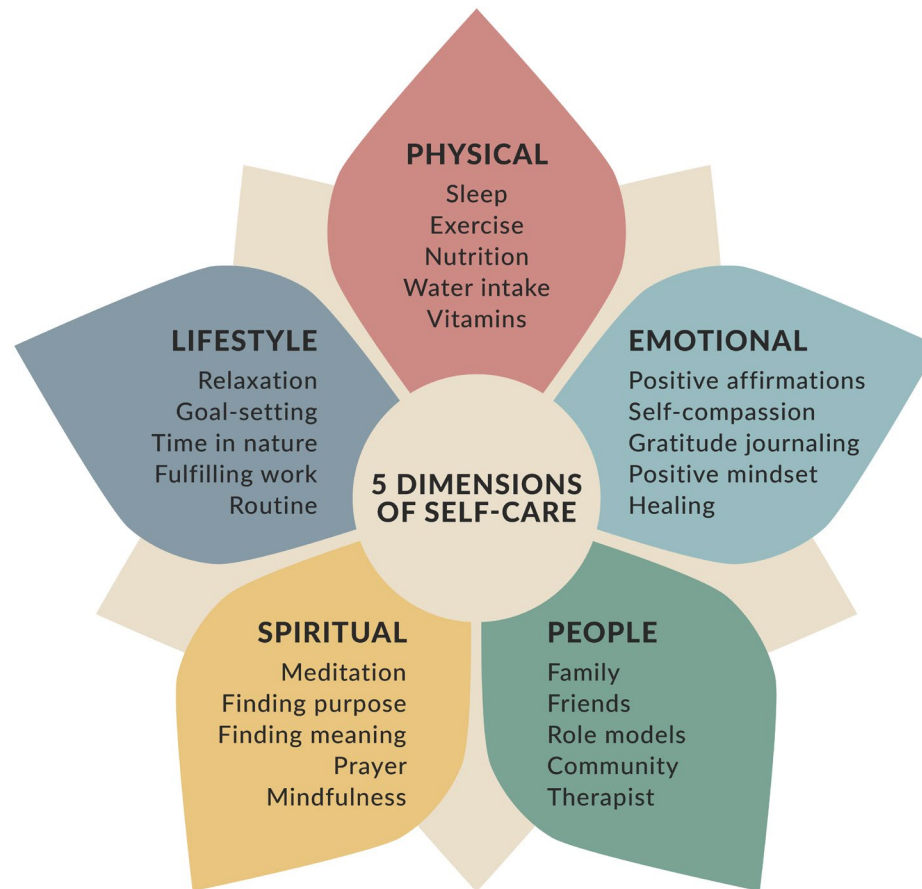 PHYSICAL
Sleep
Exercise
Nutrition
Water intake
Vitamins
LIFESTYLE
Relaxation
Goal-setting
Time in nature
Fulfilling work
Routine
EMOTIONAL
Positive affirmations
Self-compassion
Gratitude journaling
Positive mindset
Healing
5 DIMENSIONS
OF SELF-CARE
SPIRITUAL
Meditation
Finding purpose
Finding meaning
Prayer
Mindfulness
PEOPLE
Family
Friends
Role models
Community
Therapist